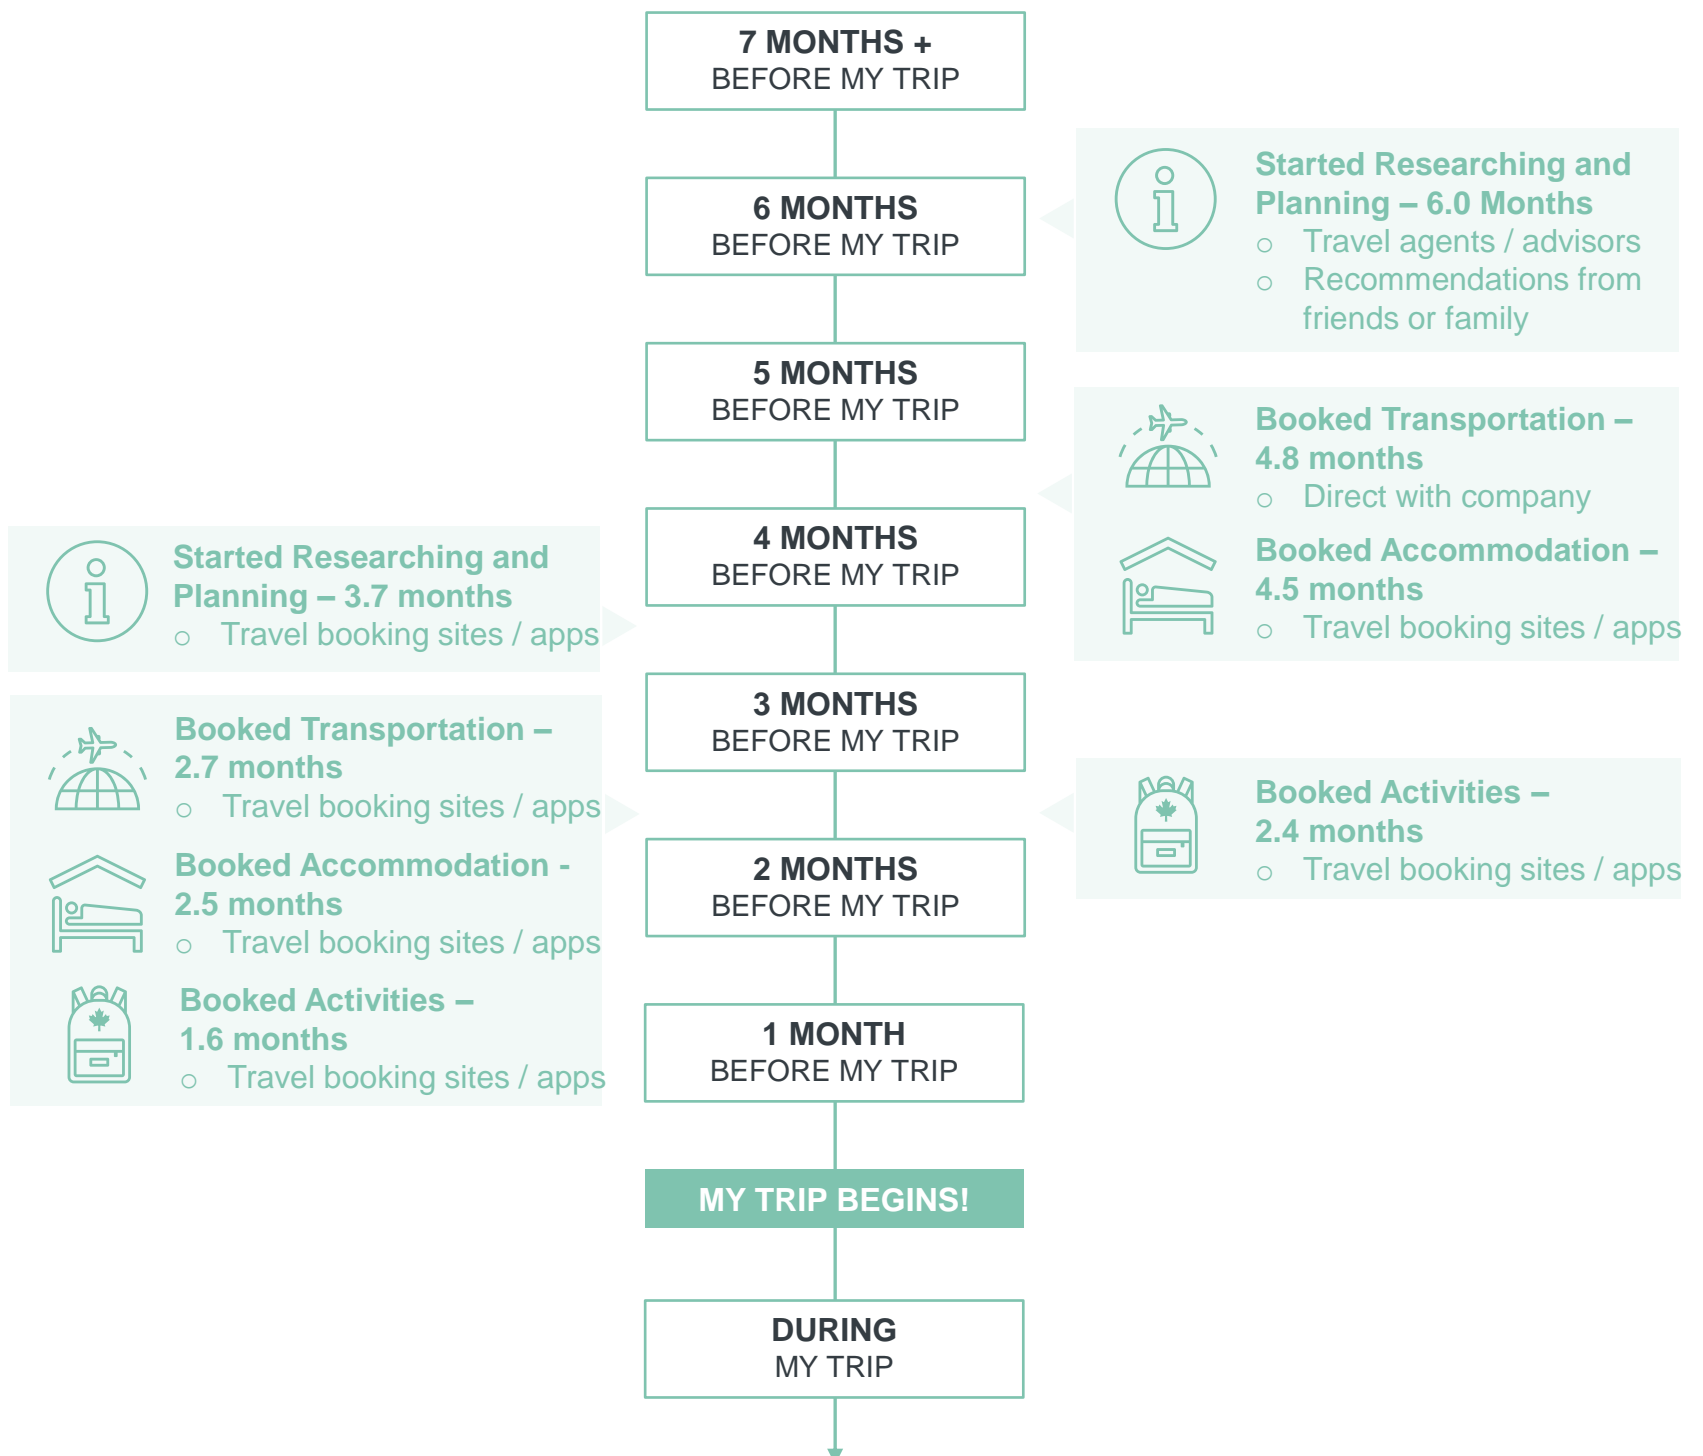 7 MONTHS +
BEFORE MY TRIP
6 MONTHS
BEFORE MY TRIP
Started Researching and
Planning – 6.0 Months
○ Travel agents / advisors
○ Recommendations from
friends or family
5 MONTHS
BEFORE MY TRIP
Booked Transportation –
4.8 months
○ Direct with company
Booked Accommodation –
4.5 months
○ Travel booking sites / apps
4 MONTHS
BEFORE MY TRIP
Started Researching and
Planning – 3.7 months
○ Travel booking sites / apps
3 MONTHS
BEFORE MY TRIP
Booked Transportation –
2.7 months
○ Travel booking sites / apps
Booked Accommodation -
2.5 months
○ Travel booking sites / apps
Booked Activities –
1.6 months
○ Travel booking sites / apps
Booked Activities –
2.4 months
○ Travel booking sites / apps
2 MONTHS
BEFORE MY TRIP
1 MONTH
BEFORE MY TRIP
MY TRIP BEGINS!
DURING
MY TRIP